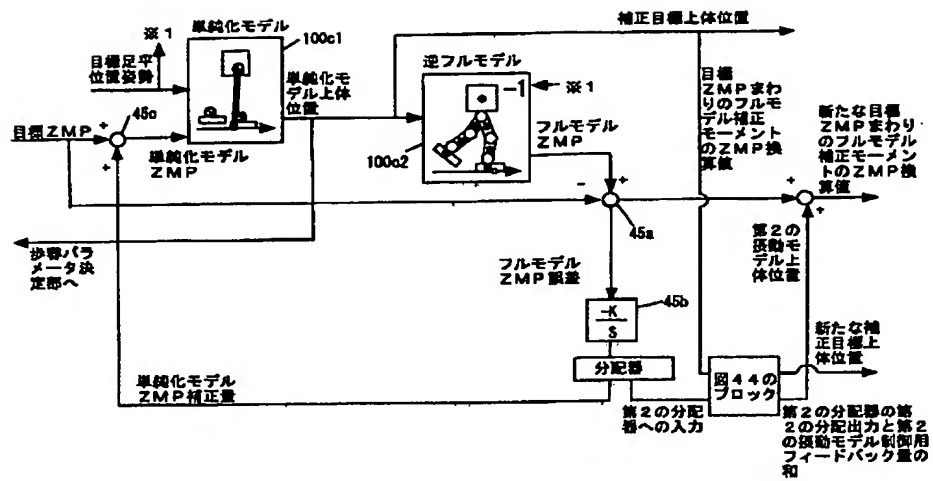 ※1
単純化モデル
100c1
補正目標上体位置
目標足平
位置姿勢
単純化モ
デル上体
位置
逆フルモデル
-1
※1
目標
ZMPまわ
りのフルモ
デル補正
モーメント
のZMP換
算値
新たな目標
ZMPまわり
のフルモデル
補正モーメン
トのZMP換
算値
目標ZMP
+
45c
+
単純化モデル
ZMP
100c2
フルモデル
ZMP
-
+
45a
+
+
歩容パラ
メータ決
定部へ
フルモデル
ZMP誤差
第2の
摂動モ
デル上
体位置
-K
S
45b
分配器
図44の
ブロック
新たな補
正目標上
体位置
単純化モデル
ZMP補正量
第2の分配
器への入力
第2の分配器の第
2の分配出力と第2
の摂動モデル制御用
フィードバック量の
和